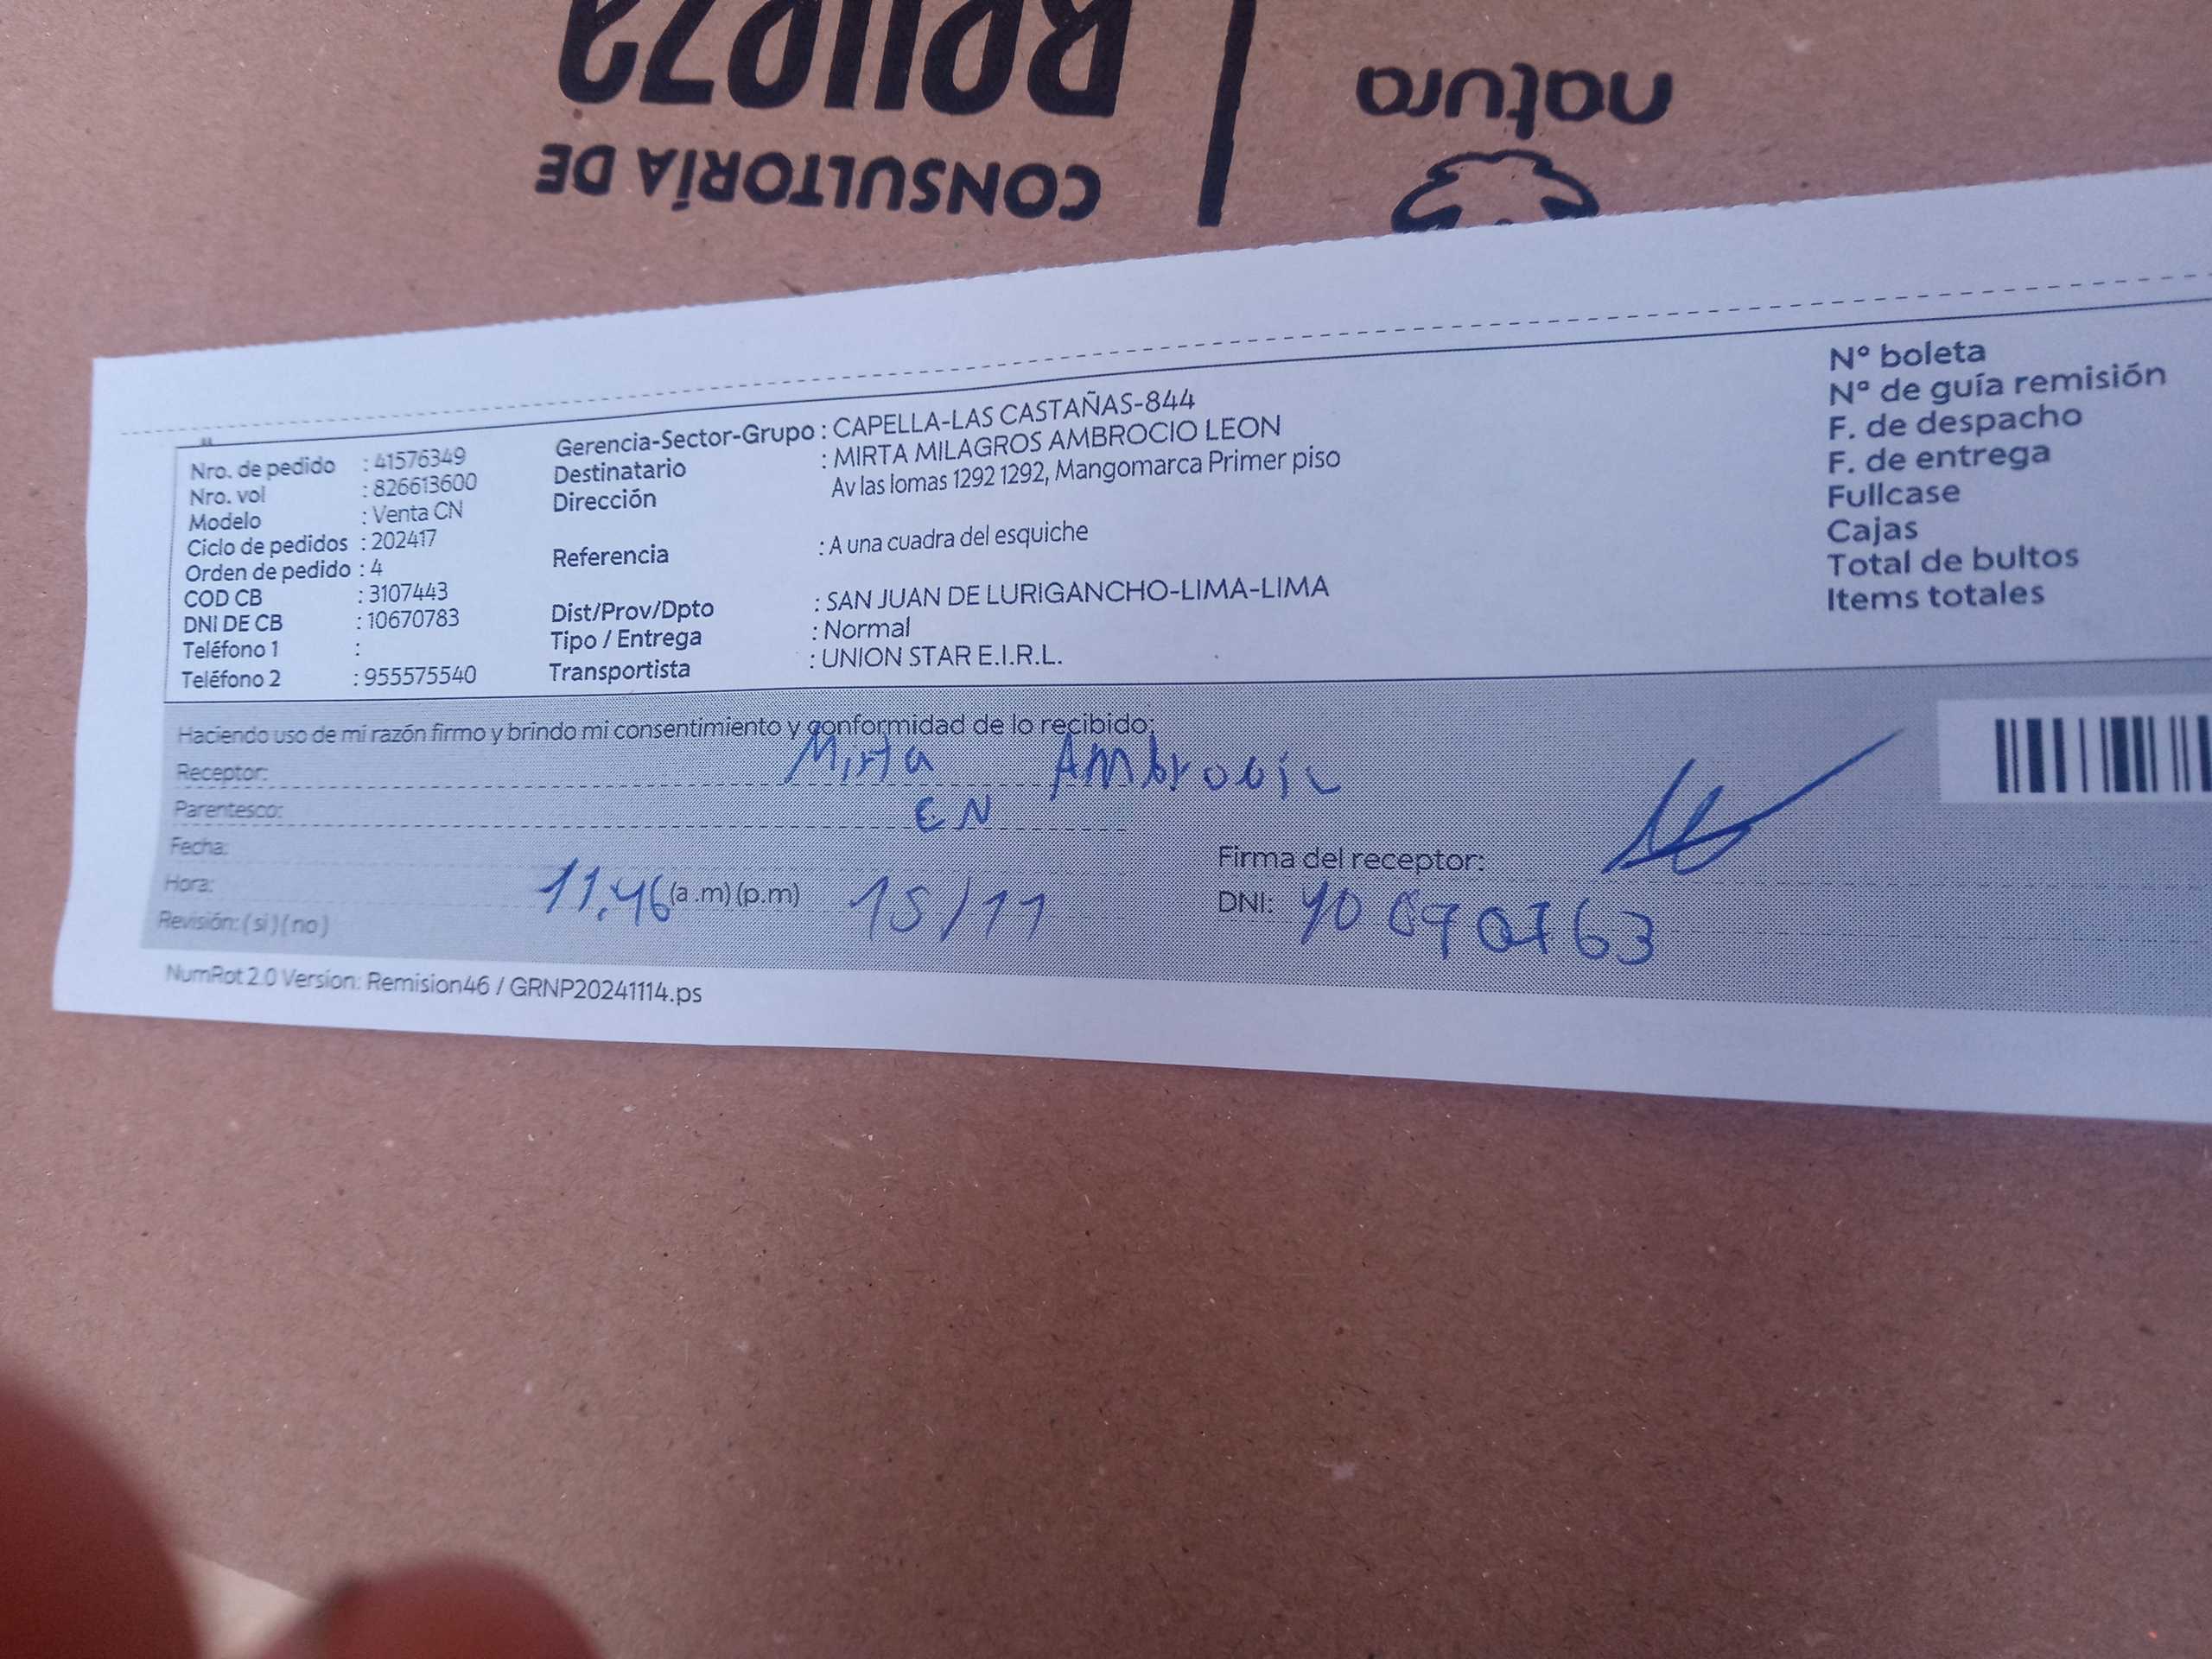 Belleza
CONSULTORÍA DE
natura
Nro. de pedido : 41576349
Nro. vol : 826613600
Modelo : Venta CN
Ciclo de pedidos : 202417
Orden de pedido : 4
COD CB : 3107443
DNI DE CB : 10670783
Teléfono 1 :
Teléfono 2 : 955575540
Gerencia-Sector-Grupo : CAPELLA-LAS CASTAÑAS-844
Destinatario : MIRTA MILAGROS AMBROCIO LEON
Dirección Av las lomas 1292 1292, Mangomarca Primer piso
Referencia : A una cuadra del esquiche
Dist/Prov/Dpto : SAN JUAN DE LURIGANCHO-LIMA-LIMA
Tipo / Entrega : Normal
Transportista : UNION STAR E.I.R.L.
N° boleta
N° de guía remisión
F. de despacho
F. de entrega
Fullcase
Cajas
Total de bultos
Items totales
Haciendo uso de mi razón firmo y brindo mi consentimiento y conformidad de lo recibido:
Receptor: Mirta Ambrocio
Parentesco: EN
Fecha:
Hora: 11.46 (a .m) (p.m) 15/11
Revisión: ( si ) ( no )
Firma del receptor:
DNI:
NumRot 2.0 Version: Remision46 / GRNP20241114.ps